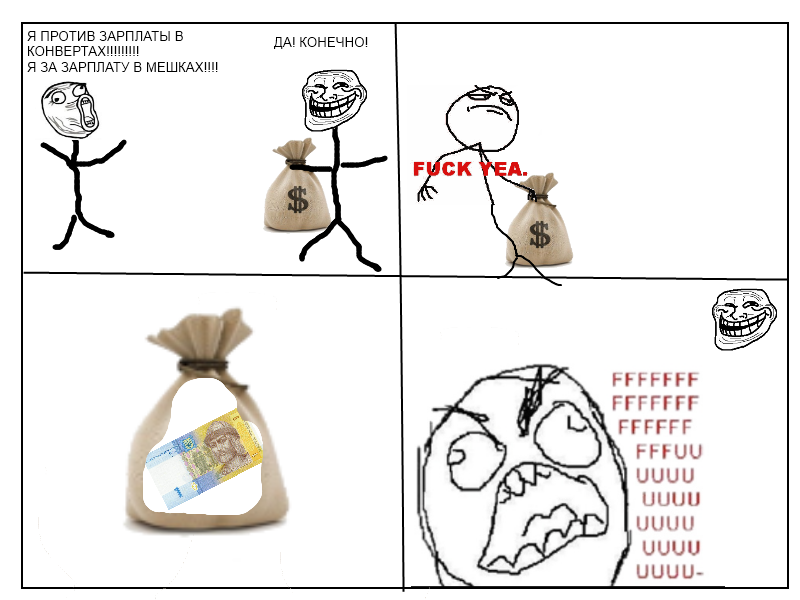 Я ПРОТИВ ЗАРПЛАТЫ В
КОНВЕРТАХ!!!!!!!!!
Я ЗА ЗАРПЛАТУ В МЕШКАХ!!!!
ДА! КОНЕЧНО!
$
FUCK YEA.
$
FFFFFFF
FFFFFFF
FFFFFF
FFFUU
UUUU
UUUU
UUUU
UUUU
UUUU-